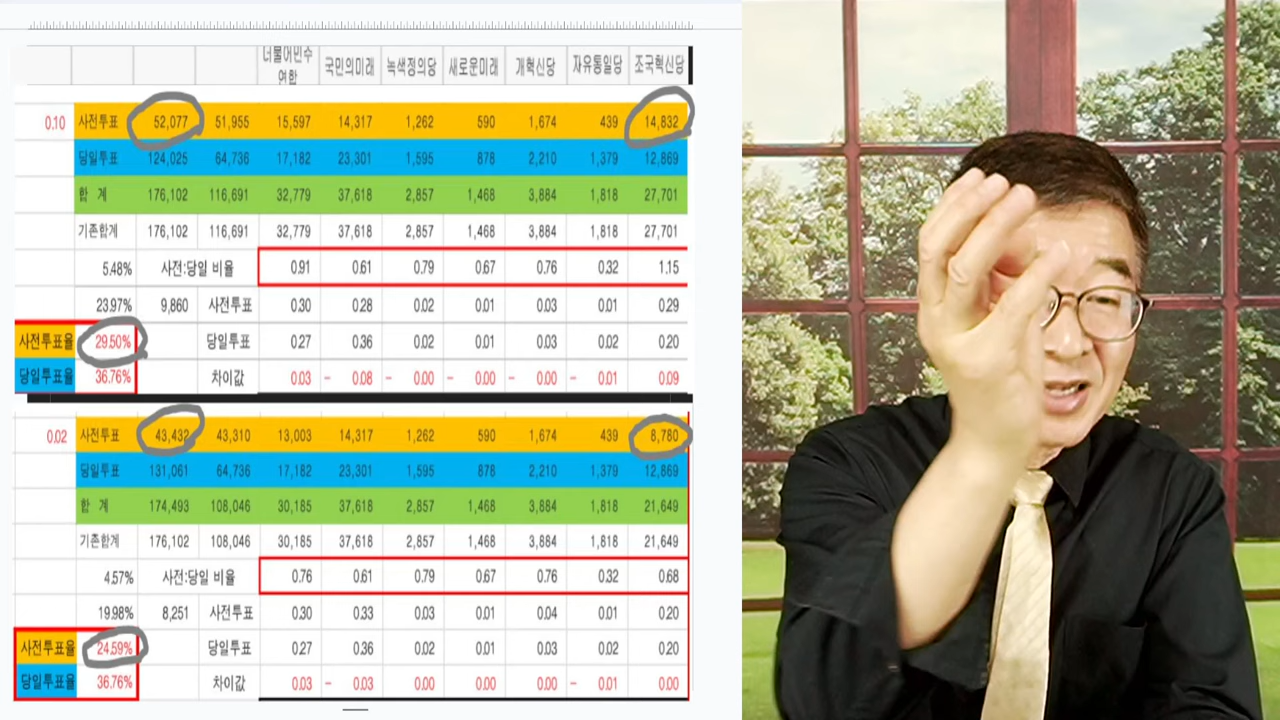 더불어민주연합 국민의미래 녹색정의당 새로운미래 개혁신당 자유통일당 조국혁신당
0.10 사전투표 52,077 51,955 15,597 14,317 1,262 590 1,674 439 14,832
당일투표 124,025 64,736 17,182 23,301 1,595 878 2,210 1,379 12,869
합 계 176,102 116,691 32,779 37,618 2,857 1,468 3,884 1,818 27,701
기존합계 176,102 116,691 32,779 37,618 2,857 1,468 3,884 1,818 27,701
5.48% 사전:당일 비율 0.91 0.61 0.79 0.67 0.76 0.32 1.15
23.97% 9,860 사전투표 0.30 0.28 0.02 0.01 0.03 0.01 0.29
사전투표율 29.50% 당일투표 0.27 0.36 0.02 0.01 0.03 0.02 0.20
당일투표율 36.76% 차이값 0.03 - 0.08 - 0.00 - 0.00 - 0.00 - 0.01 0.09
0.02 사전투표 43,432 43,310 13,003 14,317 1,262 590 1,674 439 8,780
당일투표 131,061 64,736 17,182 23,301 1,595 878 2,210 1,379 12,869
합 계 174,493 108,046 30,185 37,618 2,857 1,468 3,884 1,818 21,649
기존합계 176,102 108,046 30,185 37,618 2,857 1,468 3,884 1,818 21,649
4.57% 사전:당일 비율 0.76 0.61 0.79 0.67 0.76 0.32 0.68
19.98% 8,251 사전투표 0.30 0.33 0.03 0.01 0.04 0.01 0.20
사전투표율 24.59% 당일투표 0.27 0.36 0.02 0.01 0.03 0.02 0.20
당일투표율 36.76% 차이값 0.03 - 0.03 0.00 0.00 0.00 - 0.01 0.00